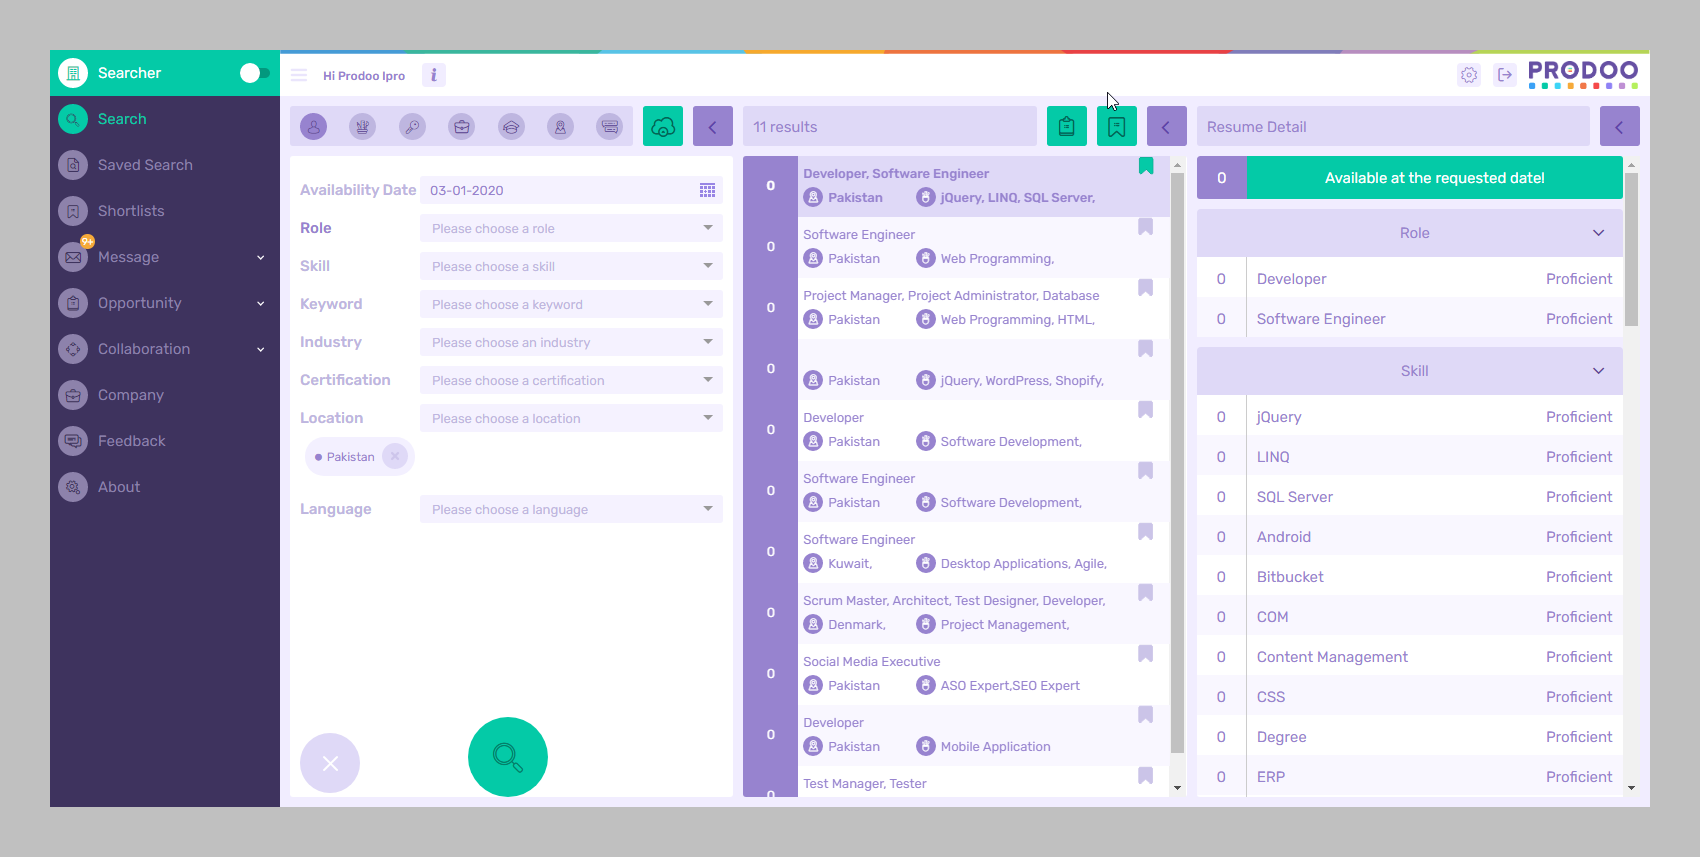 Searcher
Search
Saved Search
Shortlists
9+
Message
Opportunity
Collaboration
Company
Feedback
About
Hi Prodoo Ipro
i
PRODOO
Availability Date 03-01-2020
Role Please choose a role
Skill Please choose a skill
Keyword Please choose a keyword
Industry Please choose an industry
Certification Please choose a certification
Location Please choose a location
Pakistan
Language Please choose a language
11 results
0 Developer, Software Engineer
Pakistan jQuery, LINQ, SQL Server,
0 Software Engineer
Pakistan Web Programming,
0 Project Manager, Project Administrator, Database
Pakistan Web Programming, HTML,
0
Pakistan jQuery, WordPress, Shopify,
0 Developer
Pakistan Software Development,
0 Software Engineer
Pakistan Software Development,
0 Software Engineer
Kuwait, Desktop Applications, Agile,
0 Scrum Master, Architect, Test Designer, Developer,
Denmark, Project Management,
0 Social Media Executive
Pakistan ASO Expert,SEO Expert
0 Developer
Pakistan Mobile Application
0 Test Manager, Tester
Resume Detail
0 Available at the requested date!
Role
0 Developer Proficient
0 Software Engineer Proficient
Skill
0 jQuery Proficient
0 LINQ Proficient
0 SQL Server Proficient
0 Android Proficient
0 Bitbucket Proficient
0 COM Proficient
0 Content Management Proficient
0 CSS Proficient
0 Degree Proficient
0 ERP Proficient